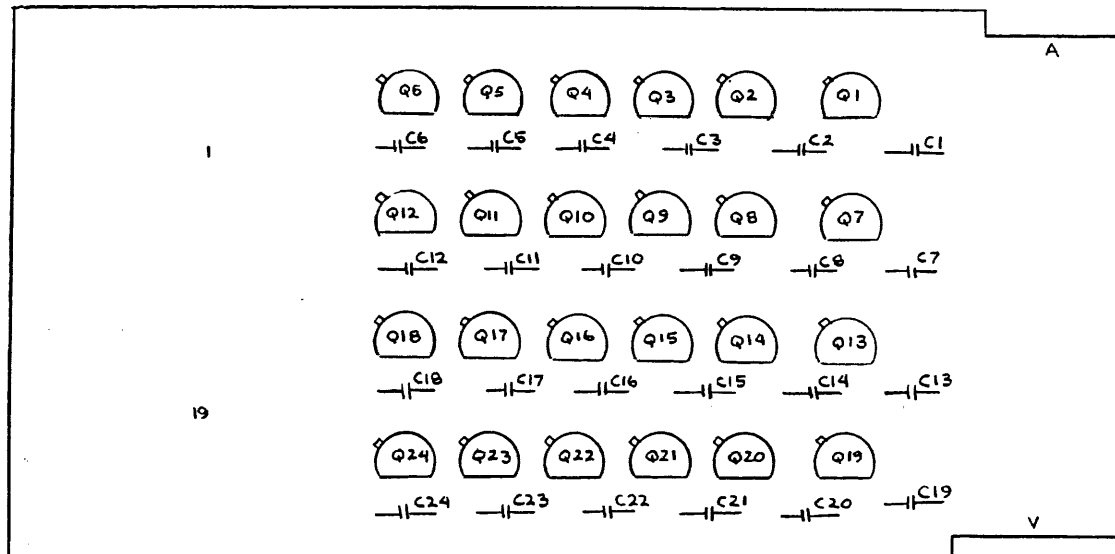 A
Q6 Q5 Q4 Q3 Q2 Q1
C6 C5 C4 C3 C2 C1
1
Q12 Q11 Q10 Q9 Q8 Q7
C12 C11 C10 C9 C8 C7
Q18 Q17 Q16 Q15 Q14 Q13
C18 C17 C16 C15 C14 C13
19
Q24 Q23 Q22 Q21 Q20 Q19
C24 C23 C22 C21 C20 C19
V